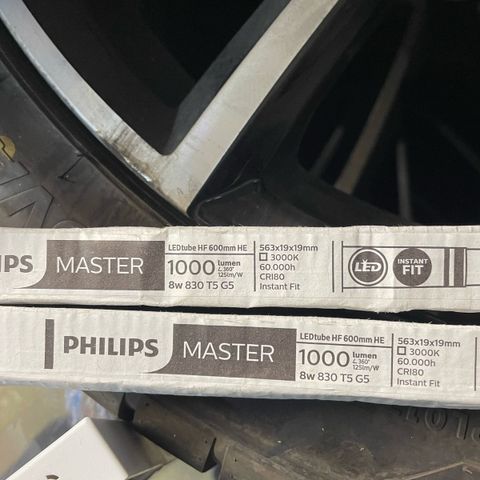 IPS MASTER
LEDtube HF 600mm HE
1000 lumen
∠ 360°
125lm/W
8w 830 T5 G5
563x19x19mm
3000K
60.000h
CRI80
Instant Fit
LED
INSTANT
FIT
PHILIPS MASTER
LEDtube HF 600mm HE
1000 lumen
∠ 360°
125lm/W
8w 830 T5 G5
563x19x19mm
3000K
60.000h
CRI80
Instant Fit